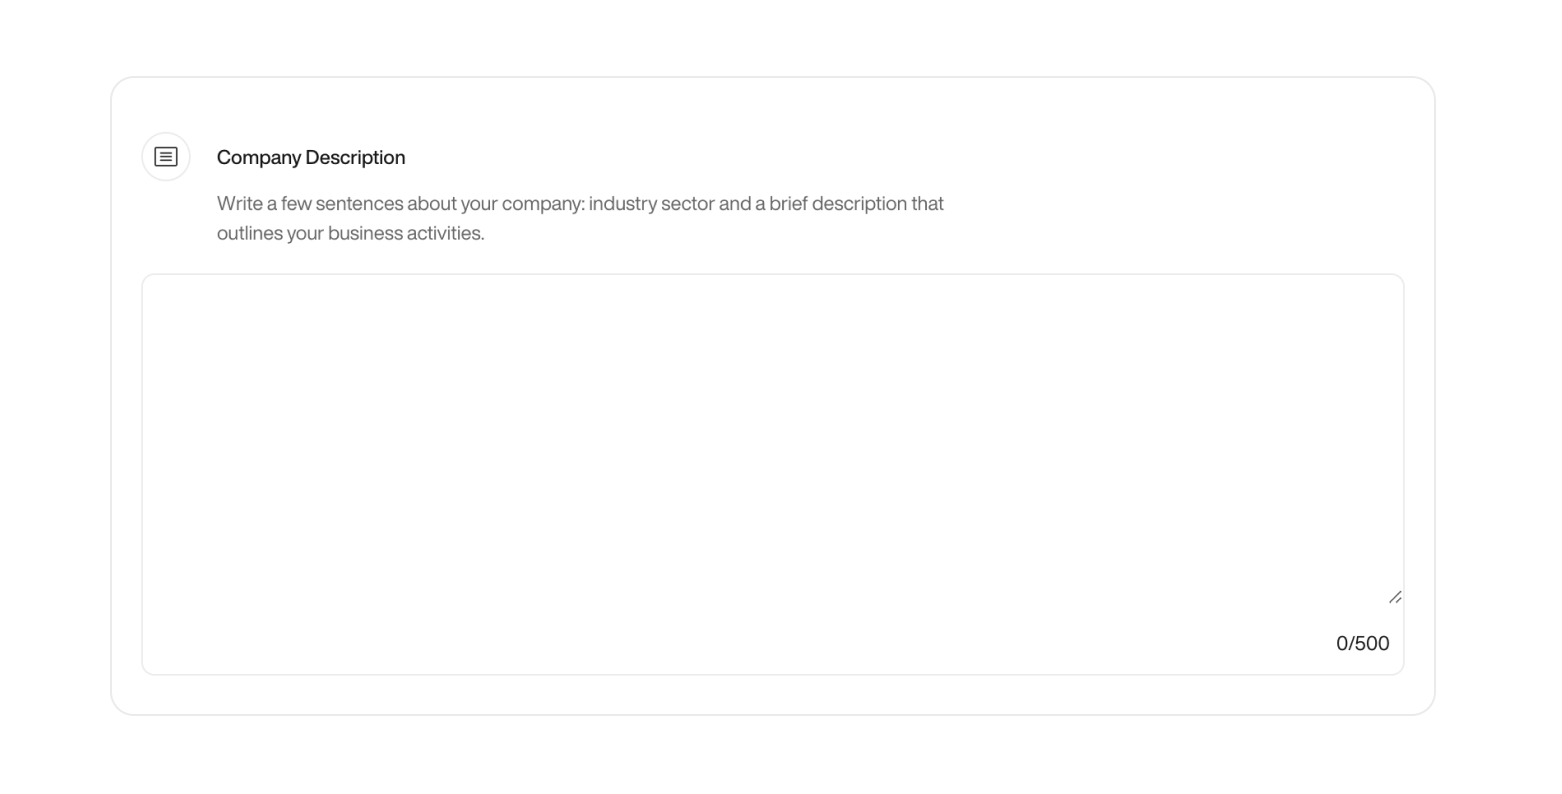 Company Description
Write a few sentences about your company: industry sector and a brief description that
outlines your business activities.
0/500